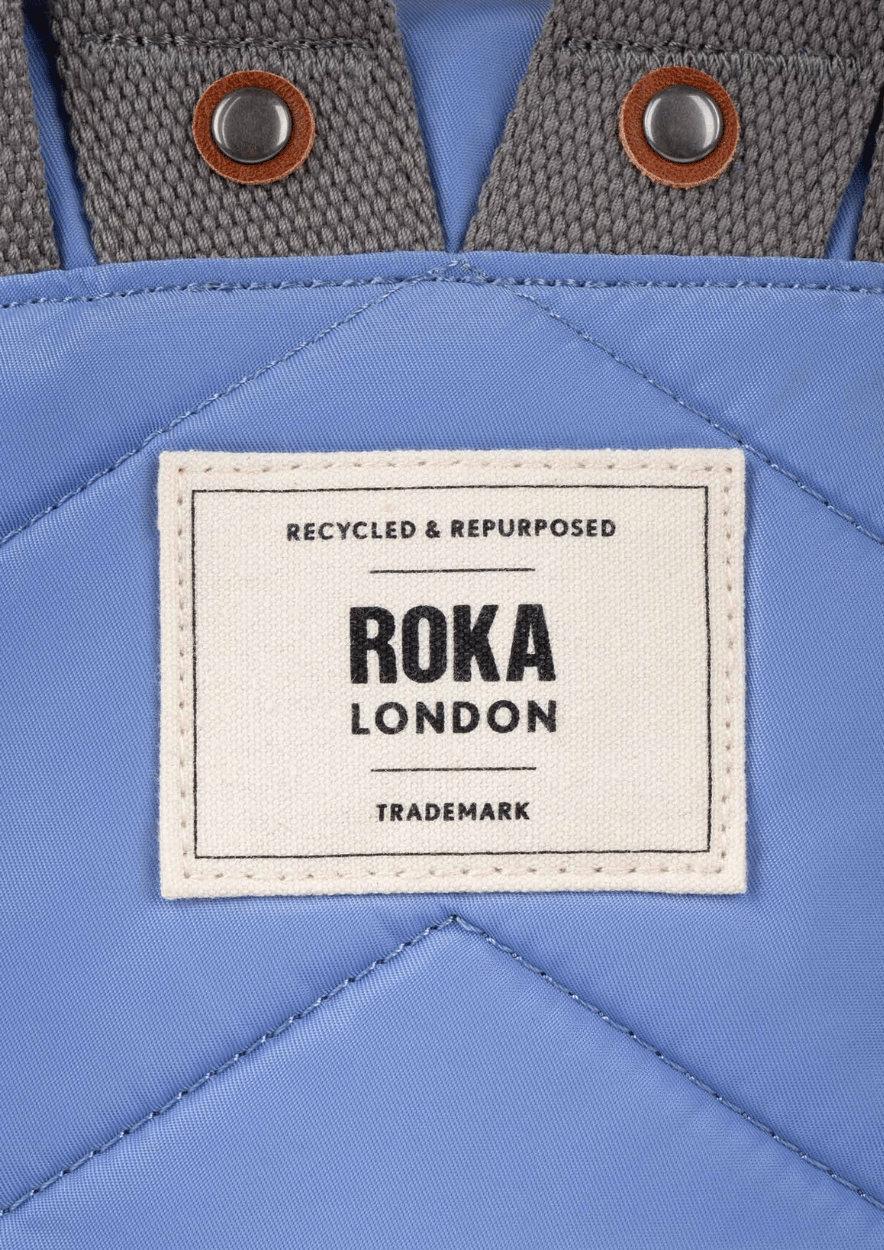 RECYCLED & REPURPOSED
ROKA
LONDON
TRADEMARK